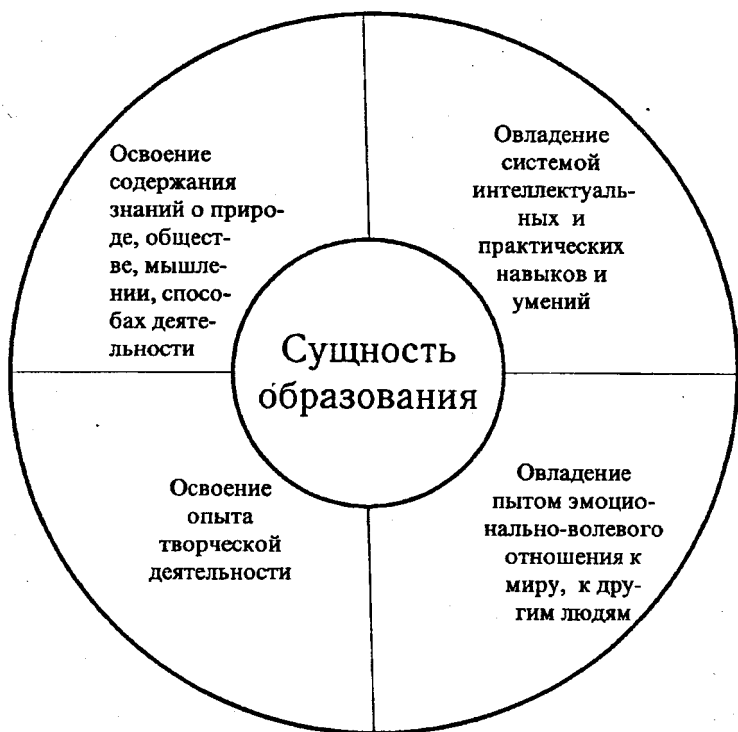 Освоение
содержания
знаний о приро-
де, общест-
ве, мышле-
нии, спосо-
бах деяте-
льности
Овладение
системой
интеллектуаль-
ных и
практических
навыков и
умений
Сущность
образования
Освоение
опыта
творческой
деятельности
Овладение
пытом эмоцио-
нально-волевого
отношения к
миру, к дру-
гим людям